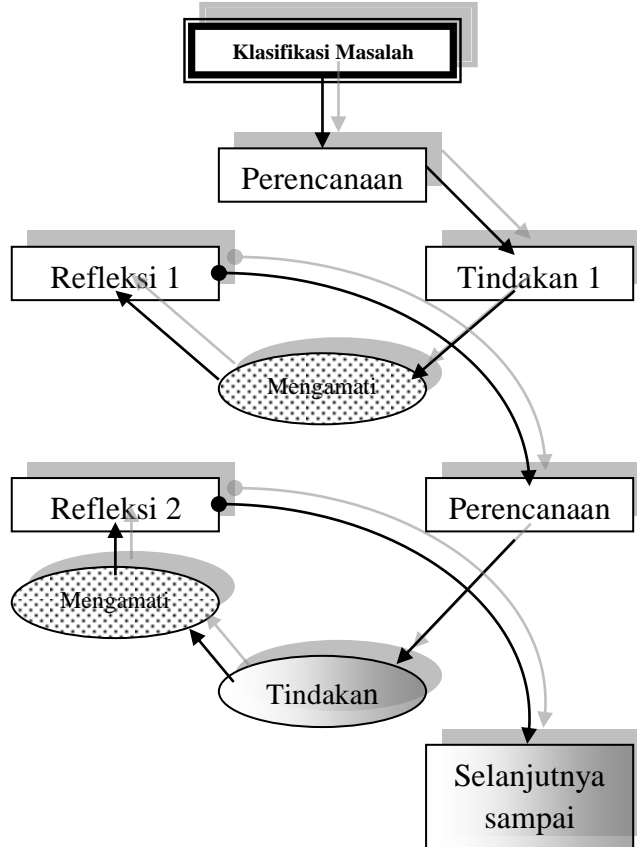 Klasifikasi Masalah
Perencanaan
Refleksi 1
Tindakan 1
Mengamati
Refleksi 2
Perencanaan
Mengamati
Tindakan
Selanjutnya
sampai